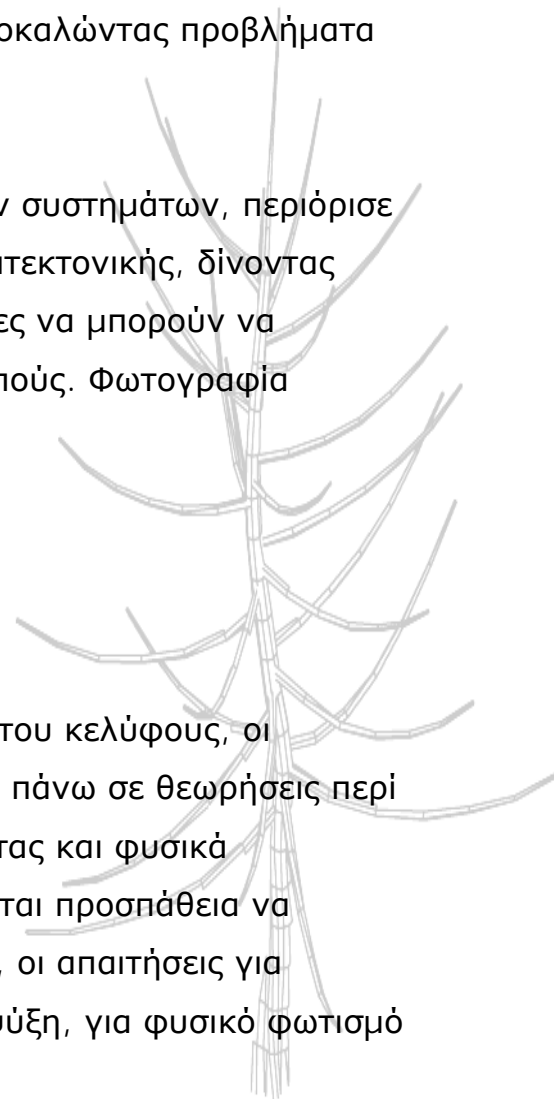 οκαλώντας προβλήματα
ν συστημάτων, περιόρισε
ιτεκτονικής, δίνοντας
ες να μπορούν να
πούς. Φωτογραφία
του κελύφους, οι
πάνω σε θεωρήσεις περί
τας και φυσικά
ται προσπάθεια να
, οι απαιτήσεις για
ύξη, για φυσικό φωτισμό